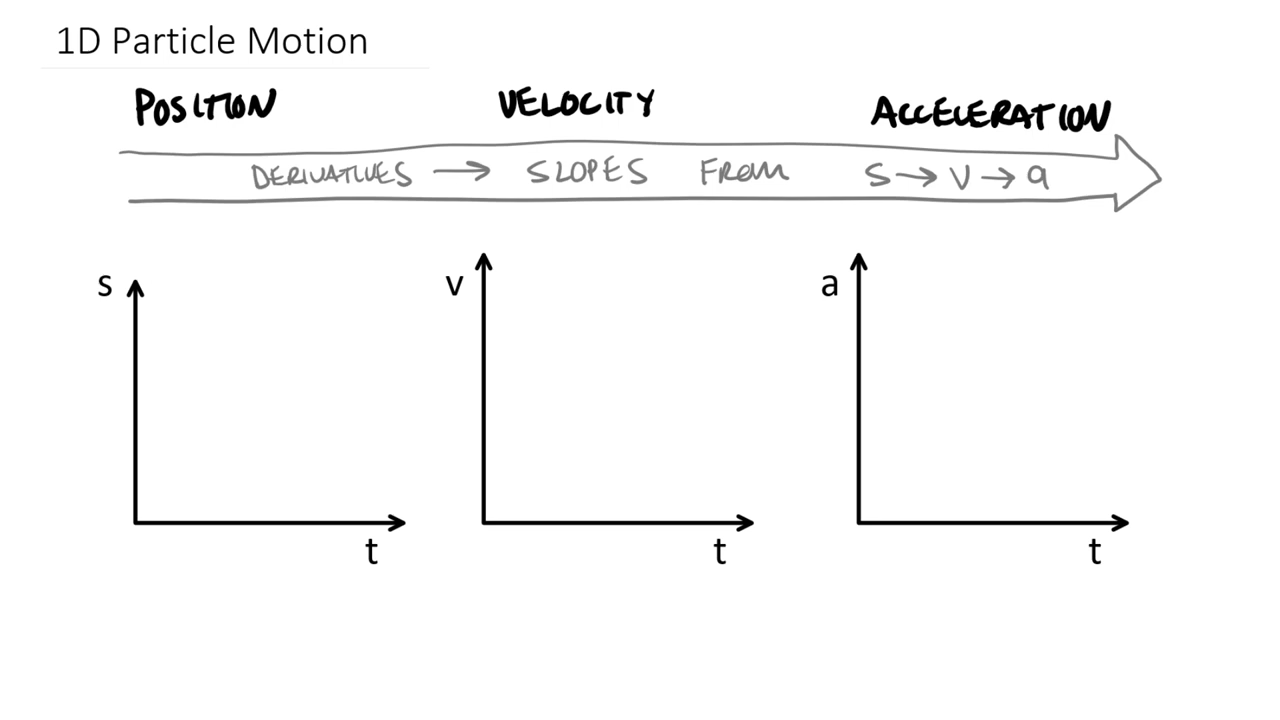 1D Particle Motion
POSITION VELOCITY ACCELERATION
DERIVATIVES → SLOPES FROM S → V → a
s v a
t t t